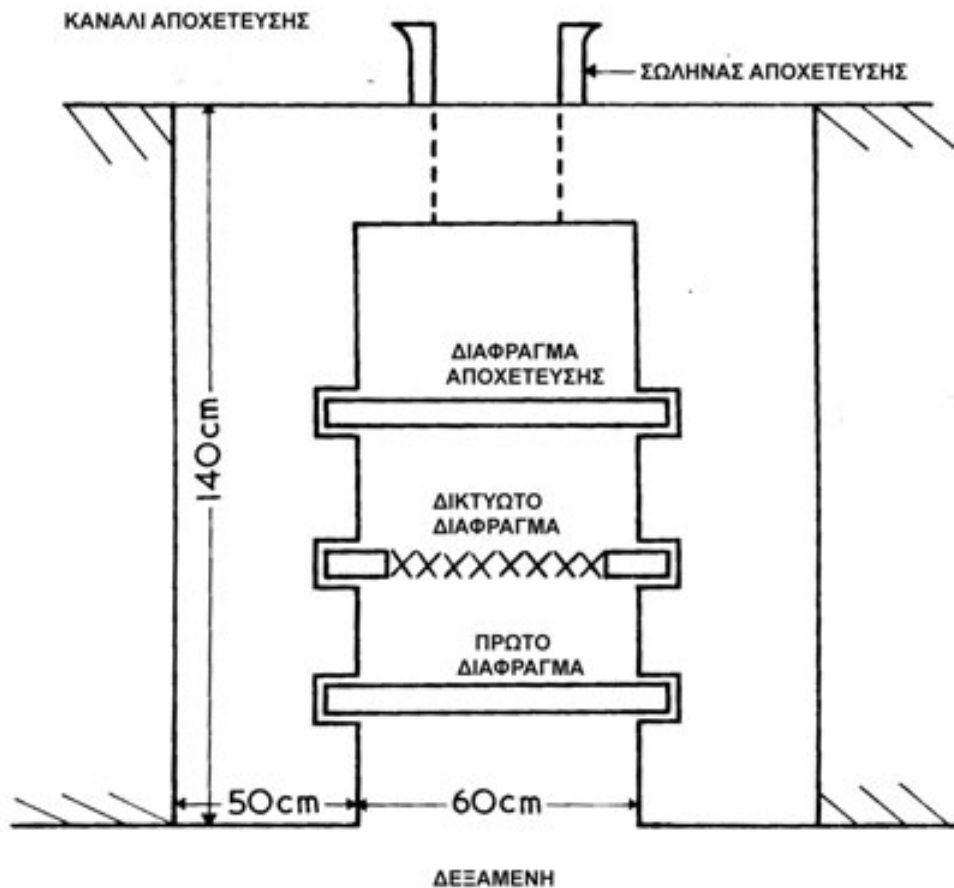 ΚΑΝΑΛΙ ΑΠΟΧΕΤΕΥΣΗΣ
ΣΩΛΗΝΑΣ ΑΠΟΧΕΤΕΥΣΗΣ
ΔΙΑΦΡΑΓΜΑ
ΑΠΟΧΕΤΕΥΣΗΣ
140cm
ΔΙΚΤΥΩΤΟ
ΔΙΑΦΡΑΓΜΑ
ΠΡΩΤΟ
ΔΙΑΦΡΑΓΜΑ
50cm
60cm
ΔΕΞΑΜΕΝΗ